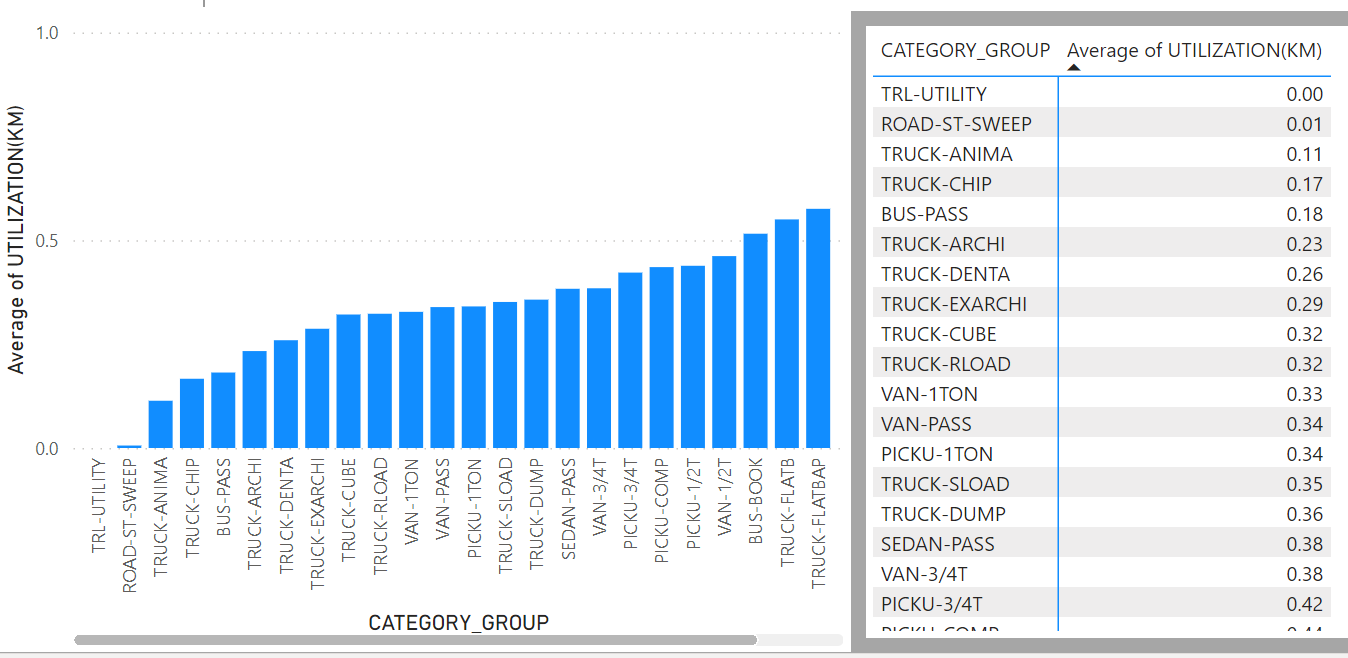 1.0
0.5
0.0
Average of UTILIZATION(KM)
TRL-UTILITY
ROAD-ST-SWEEP
TRUCK-ANIMA
TRUCK-CHIP
BUS-PASS
TRUCK-ARCHI
TRUCK-DENTA
TRUCK-EXARCHI
TRUCK-CUBE
TRUCK-RLOAD
VAN-1TON
VAN-PASS
PICKU-1TON
TRUCK-SLOAD
TRUCK-DUMP
SEDAN-PASS
VAN-3/4T
PICKU-3/4T
PICKU-COMP
PICKU-1/2T
VAN-1/2T
BUS-BOOK
TRUCK-FLATB
TRUCK-FLATBAP
CATEGORY_GROUP
CATEGORY_GROUP Average of UTILIZATION(KM)
TRL-UTILITY 0.00
ROAD-ST-SWEEP 0.01
TRUCK-ANIMA 0.11
TRUCK-CHIP 0.17
BUS-PASS 0.18
TRUCK-ARCHI 0.23
TRUCK-DENTA 0.26
TRUCK-EXARCHI 0.29
TRUCK-CUBE 0.32
TRUCK-RLOAD 0.32
VAN-1TON 0.33
VAN-PASS 0.34
PICKU-1TON 0.34
TRUCK-SLOAD 0.35
TRUCK-DUMP 0.36
SEDAN-PASS 0.38
VAN-3/4T 0.38
PICKU-3/4T 0.42
PICKU-COMP 0.44